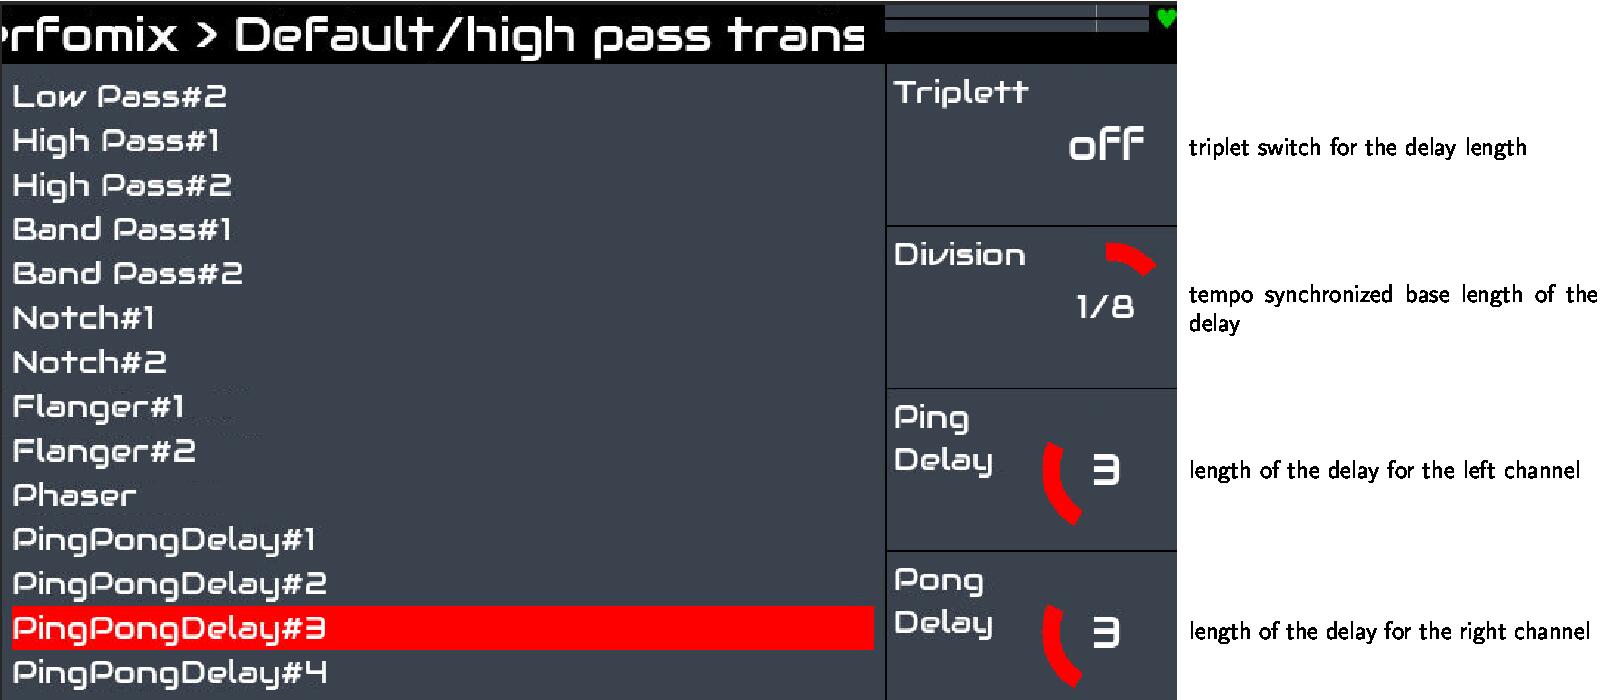 rfomix > Default/high pass trans
Low Pass#2
High Pass#1
High Pass#2
Band Pass#1
Band Pass#2
Notch#1
Notch#2
Flanger#1
Flanger#2
Phaser
PingPongDelay#1
PingPongDelay#2
PingPongDelay#3
PingPongDelay#4
Triplett
off
triplet switch for the delay length
Division
1/8
tempo synchronized base length of the
delay
Ping
Delay
3
length of the delay for the left channel
Pong
Delay
3
length of the delay for the right channel